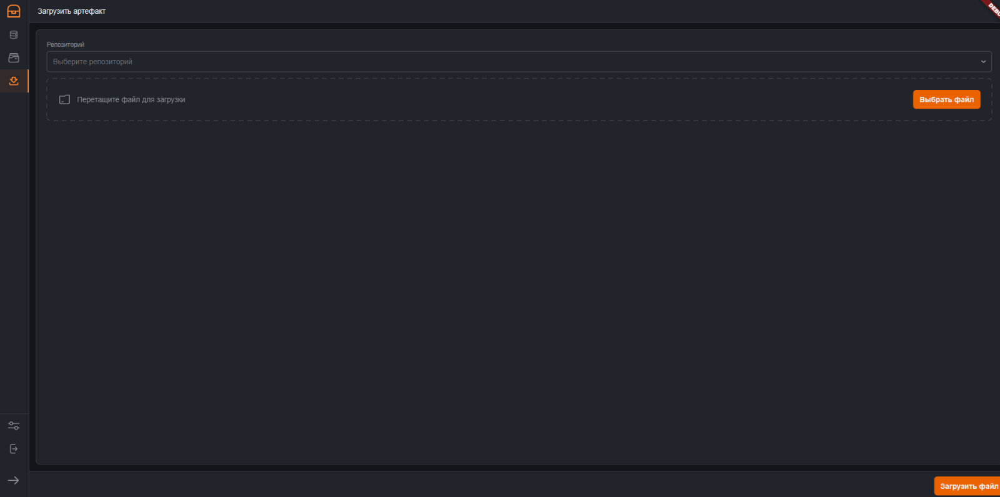 Загрузить артефакт
Репозиторий
Выберите репозиторий
Перетащите файл для загрузки
Выбрать файл
Загрузить файл